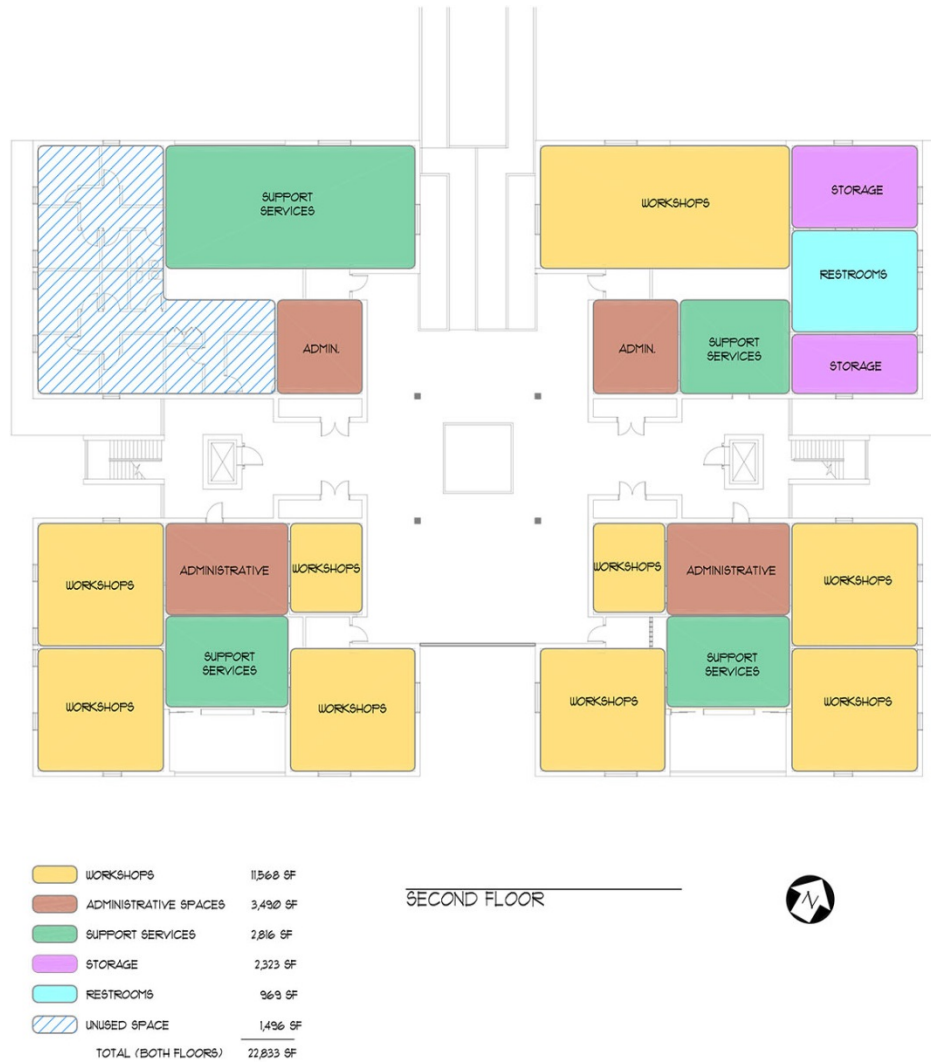 SUPPORT
SERVICES
WORKSHOPS
STORAGE
RESTROOMS
ADMIN.
ADMIN.
SUPPORT
SERVICES
STORAGE
WORKSHOPS
ADMINISTRATIVE
WORKSHOPS
WORKSHOPS
ADMINISTRATIVE
WORKSHOPS
SUPPORT
SERVICES
SUPPORT
SERVICES
WORKSHOPS
WORKSHOPS
WORKSHOPS
WORKSHOPS
WORKSHOPS 11,568 SF
ADMINISTRATIVE SPACES 3,490 SF
SUPPORT SERVICES 2,816 SF
STORAGE 2,323 SF
RESTROOMS 969 SF
UNUSED SPACE 1,496 SF
TOTAL (BOTH FLOORS) 22,833 SF
SECOND FLOOR
N